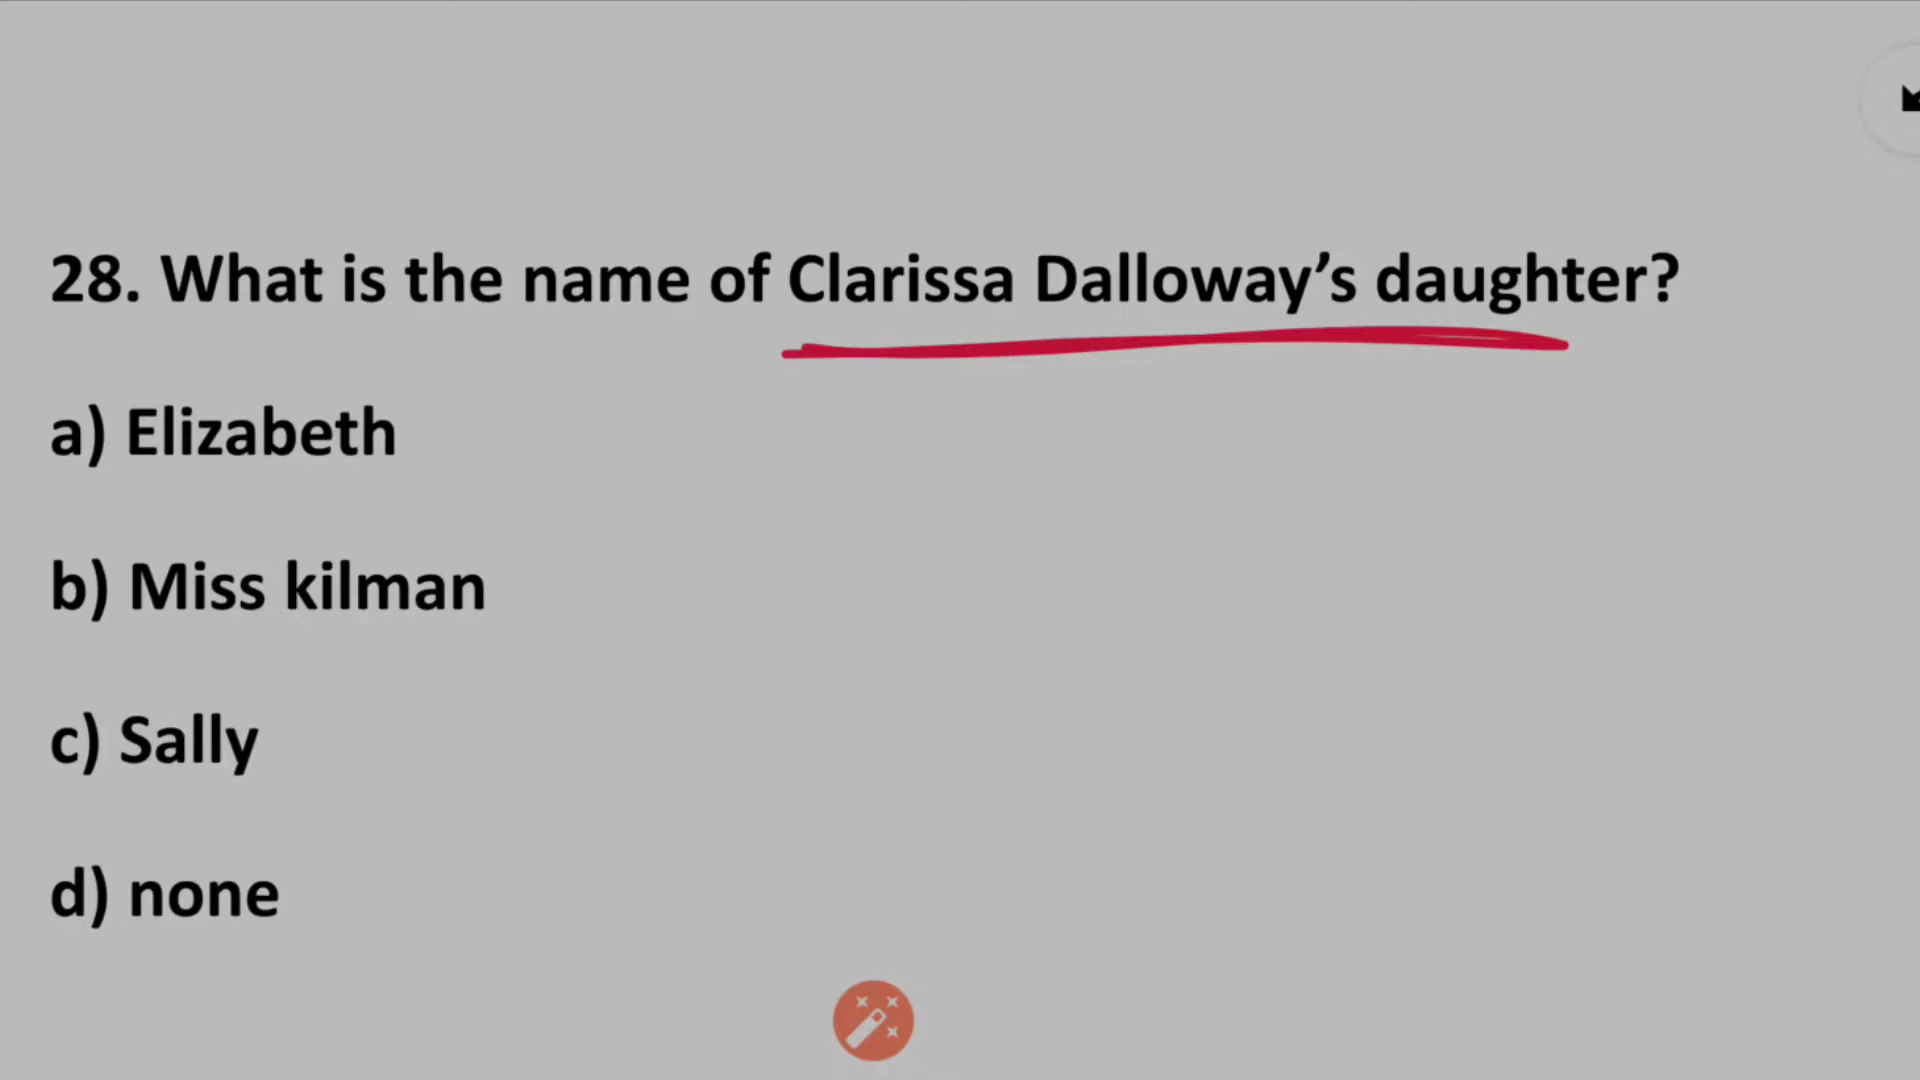 28. What is the name of Clarissa Dalloway’s daughter?
a) Elizabeth
b) Miss kilman
c) Sally
d) none